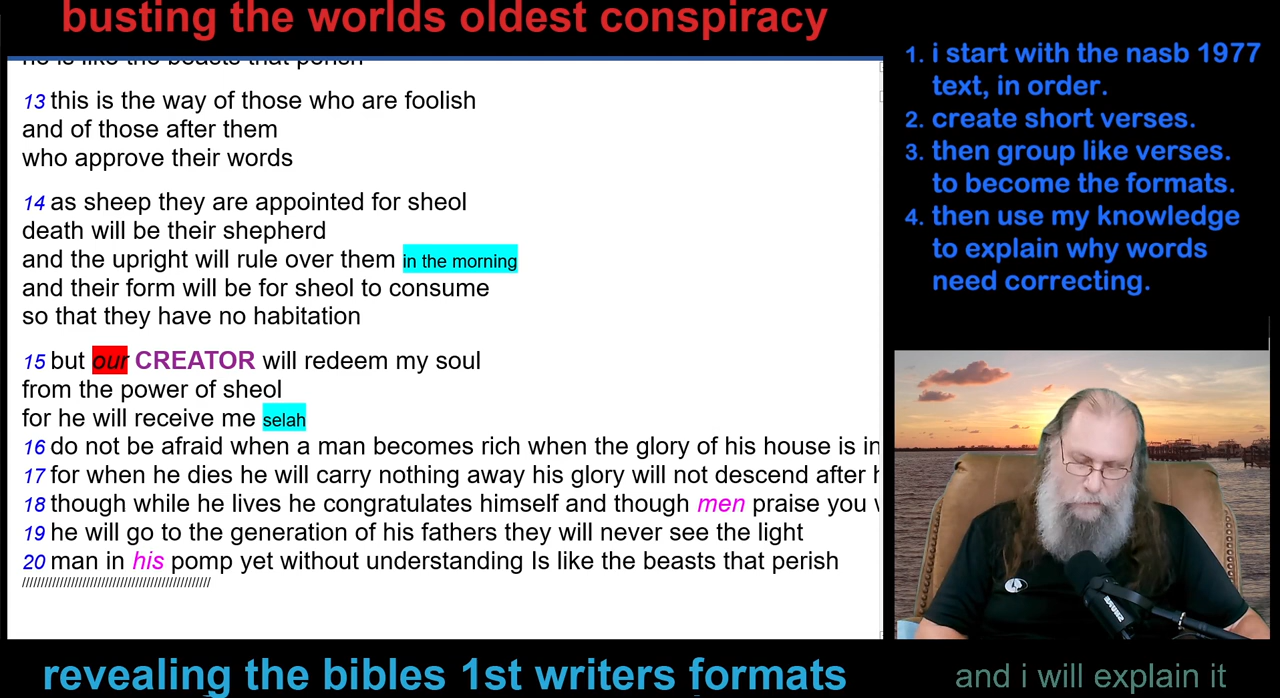 busting the worlds oldest conspiracy
he is like the beasts that perish
13 this is the way of those who are foolish
and of those after them
who approve their words
14 as sheep they are appointed for sheol
death will be their shepherd
and the upright will rule over them in the morning
and their form will be for sheol to consume
so that they have no habitation
15 but our CREATOR will redeem my soul
from the power of sheol
for he will receive me selah
16 do not be afraid when a man becomes rich when the glory of his house is in
17 for when he dies he will carry nothing away his glory will not descend after
18 though while he lives he congratulates himself and though men praise you
19 he will go to the generation of his fathers they will never see the light
20 man in his pomp yet without understanding Is like the beasts that perish
revealing the bibles 1st writers formats
1. i start with the nasb 1977
text, in order.
2. create short verses.
3. then group like verses.
to become the formats.
4. then use my knowledge
to explain why words
need correcting.
and i will explain it